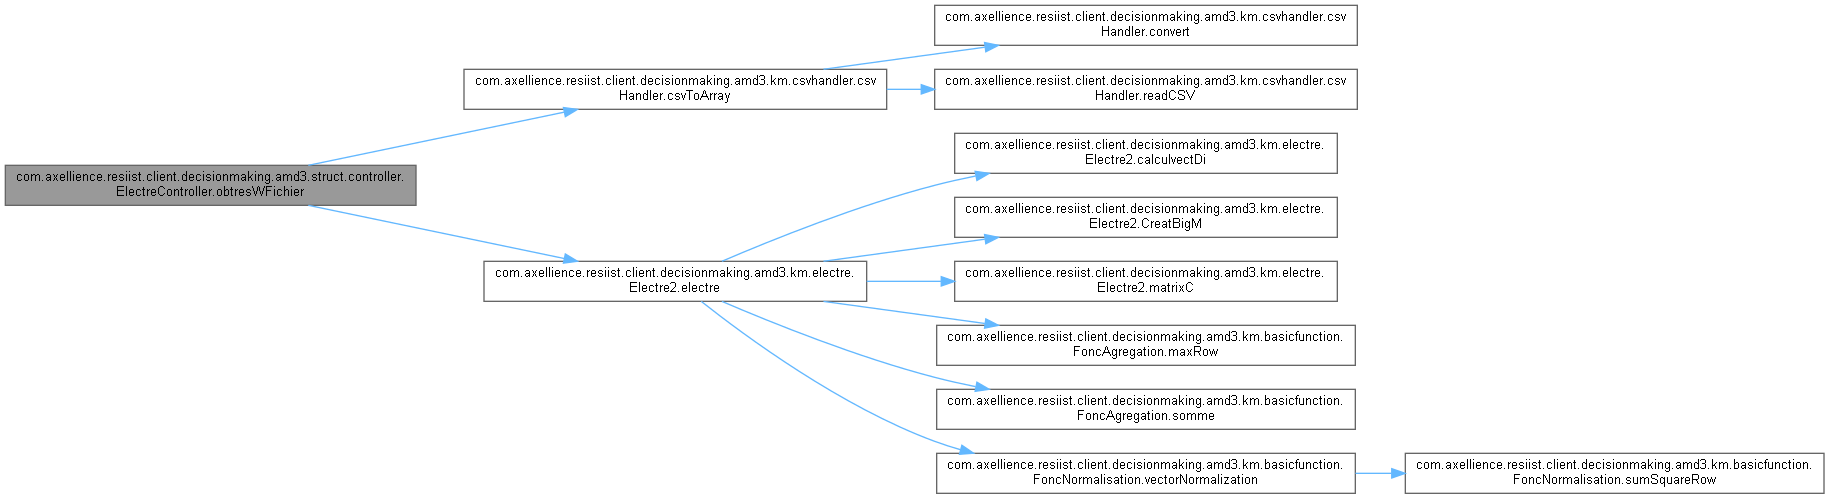 com.axellience.resiist.client.decisionmaking.amd3.struct.controller.
ElectreController.obtresWFichier
com.axellience.resiist.client.decisionmaking.amd3.km.csvhandler.csv
Handler.csvToArray
com.axellience.resiist.client.decisionmaking.amd3.km.csvhandler.csv
Handler.convert
com.axellience.resiist.client.decisionmaking.amd3.km.csvhandler.csv
Handler.readCSV
com.axellience.resiist.client.decisionmaking.amd3.km.electre.
Electre2.electre
com.axellience.resiist.client.decisionmaking.amd3.km.electre.
Electre2.calculvectDi
com.axellience.resiist.client.decisionmaking.amd3.km.electre.
Electre2.CreatBigM
com.axellience.resiist.client.decisionmaking.amd3.km.electre.
Electre2.matrixC
com.axellience.resiist.client.decisionmaking.amd3.km.basicfunction.
FoncAgregation.maxRow
com.axellience.resiist.client.decisionmaking.amd3.km.basicfunction.
FoncAgregation.somme
com.axellience.resiist.client.decisionmaking.amd3.km.basicfunction.
FoncNormalisation.vectorNormalization
com.axellience.resiist.client.decisionmaking.amd3.km.basicfunction.
FoncNormalisation.sumSquareRow